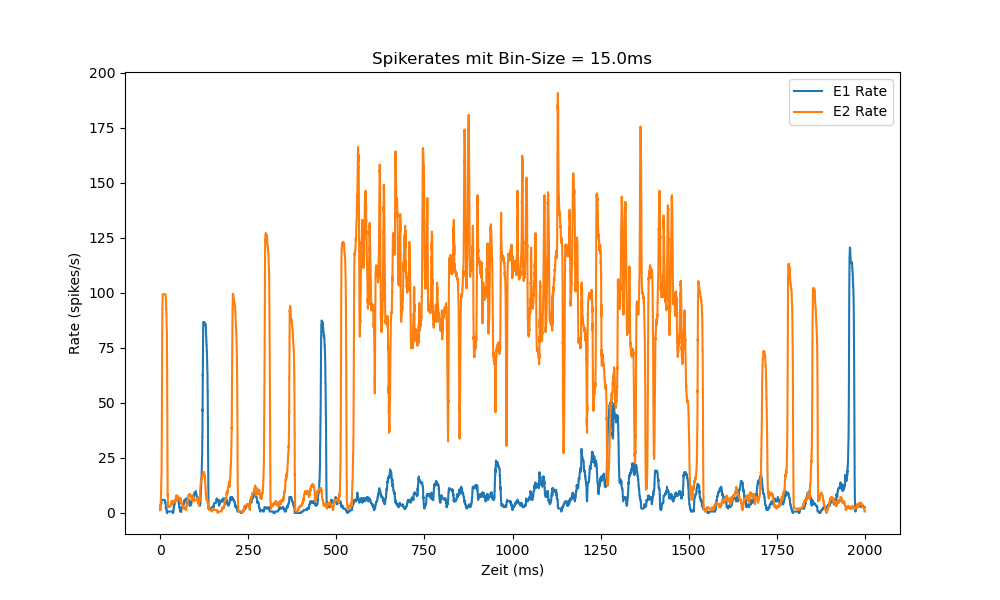 Spikerates mit Bin-Size = 15.0ms
E1 Rate
E2 Rate
Rate (spikes/s)
200
175
150
125
100
75
50
25
0
0 250 500 750 1000 1250 1500 1750 2000
Zeit (ms)